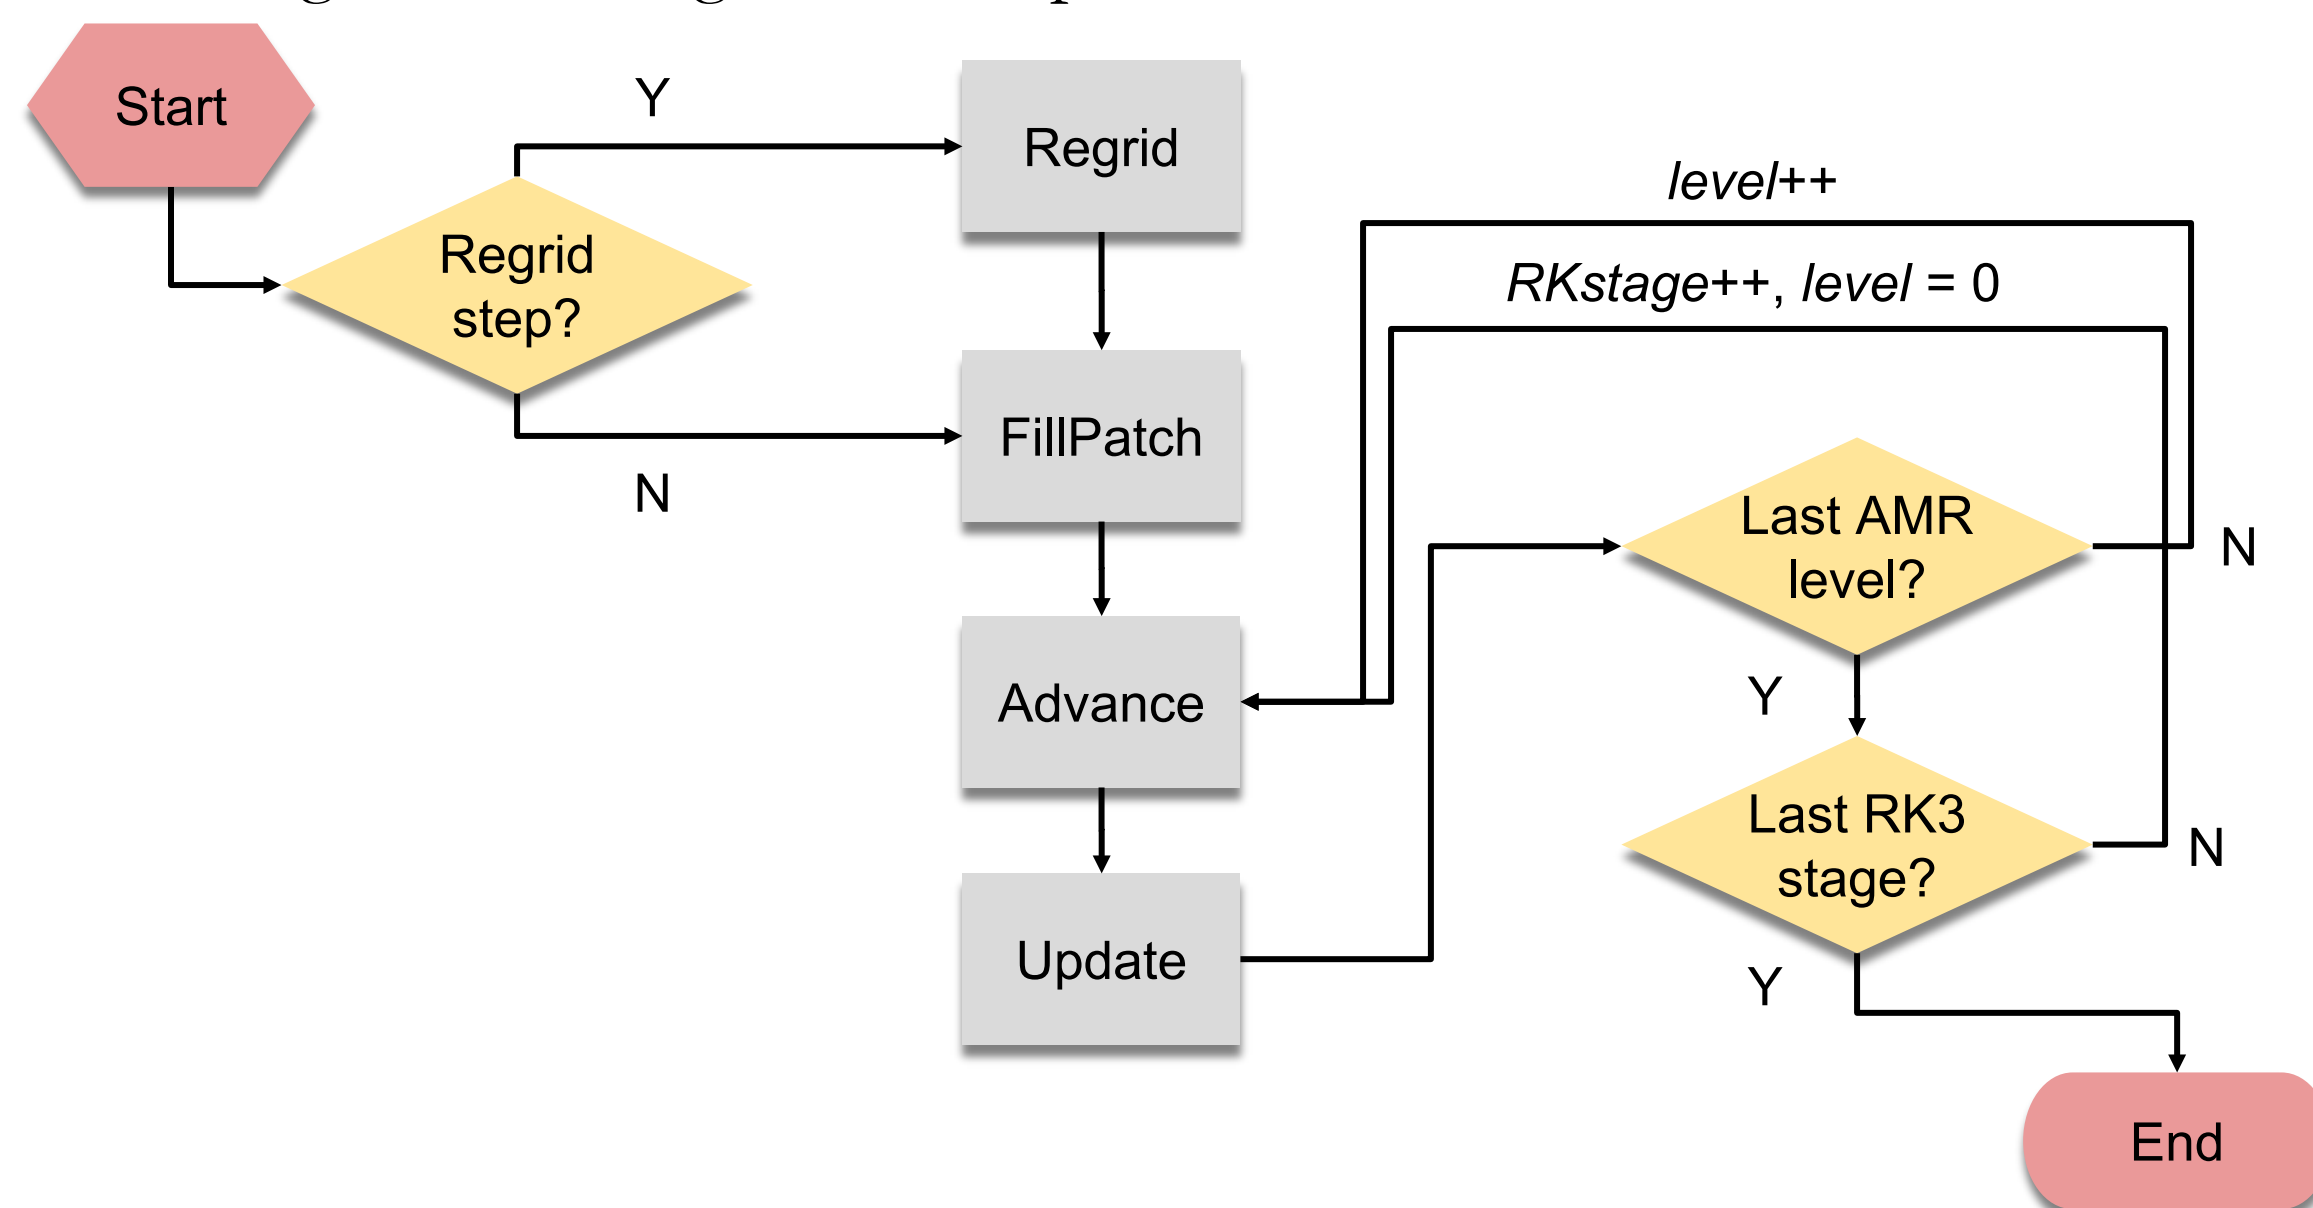 Start
Y
Regrid
Regrid
step?
level++
RKstage++, level = 0
FillPatch
N
Last AMR
level?
N
Advance
Y
Last RK3
stage?
N
Update
Y
End